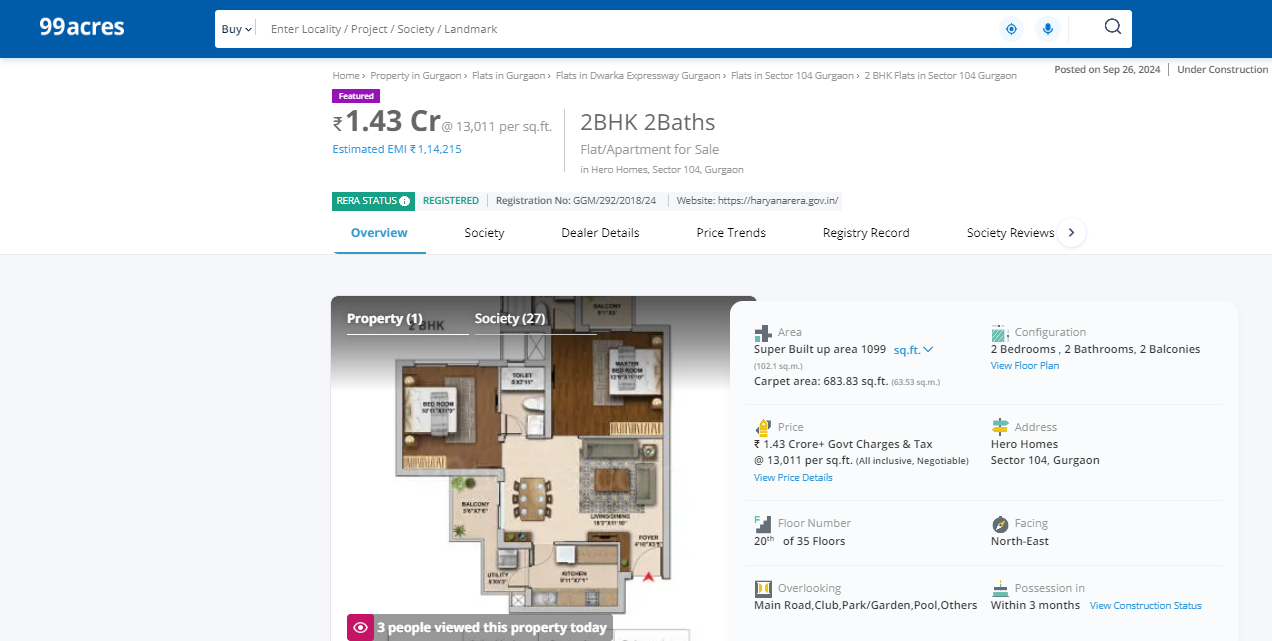 99acres
Buy
Enter Locality / Project / Society / Landmark
Home › Property in Gurgaon › Flats in Gurgaon › Flats in Dwarka Expressway Gurgaon › Flats in Sector 104 Gurgaon › 2 BHK Flats in Sector 104 Gurgaon
Posted on Sep 26, 2024 | Under Construction
Featured
₹1.43 Cr @ 13,011 per sq.ft.
Estimated EMI ₹1,14,215
2BHK 2Baths
Flat/Apartment for Sale
in Hero Homes, Sector 104, Gurgaon
RERA STATUS REGISTERED Registration No: GGM/292/2018/24 Website: https://haryanarera.gov.in/
Overview Society Dealer Details Price Trends Registry Record Society Reviews
Property (1) Society (27)
2 BHK
BALCONY
TOILET
MASTER
BED ROOM
BED ROOM
BALCONY
LIVING/DINING
FOYER
UTILITY
KITCHEN
3 people viewed this property today
Area
Super Built up area 1099 sq.ft.
(102.1 sq.m.)
Carpet area: 683.83 sq.ft. (63.53 sq.m.)
Configuration
2 Bedrooms , 2 Bathrooms, 2 Balconies
View Floor Plan
Price
₹ 1.43 Crore+ Govt Charges & Tax
@ 13,011 per sq.ft. (All inclusive, Negotiable)
View Price Details
Address
Hero Homes
Sector 104, Gurgaon
Floor Number
20th of 35 Floors
Facing
North-East
Overlooking
Main Road,Club,Park/Garden,Pool,Others
Possession in
Within 3 months View Construction Status